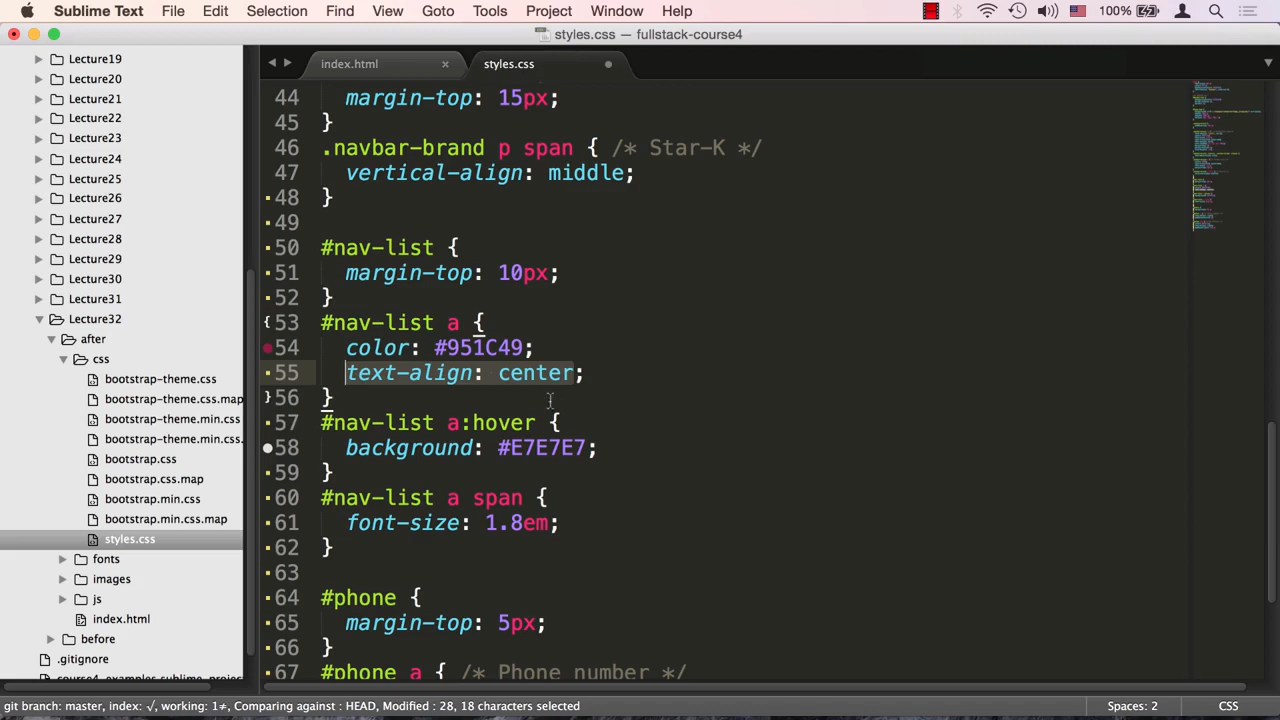 Sublime Text File Edit Selection Find View Goto Tools Project Window Help 100%
styles.css — fullstack-course4
index.html × styles.css
Lecture19
Lecture20
Lecture21
Lecture22
Lecture23
Lecture24
Lecture25
Lecture26
Lecture27
Lecture28
Lecture29
Lecture30
Lecture31
Lecture32
after
css
bootstrap-theme.css
bootstrap-theme.css.map
bootstrap-theme.min.css
bootstrap-theme.min.css.
bootstrap.css
bootstrap.css.map
bootstrap.min.css
bootstrap.min.css.map
styles.css
fonts
images
js
index.html
before
.gitignore
44 margin-top: 15px;
45 }
46 .navbar-brand p span { /* Star-K */
47 vertical-align: middle;
48 }
49
50 #nav-list {
51 margin-top: 10px;
52 }
53 #nav-list a {
54 color: #951C49;
55 text-align: center;
56 }
57 #nav-list a:hover {
58 background: #E7E7E7;
59 }
60 #nav-list a span {
61 font-size: 1.8em;
62 }
63
64 #phone {
65 margin-top: 5px;
66 }
67 #phone a { /* Phone number */
git branch: master, index: √, working: 1≠, Comparing against: HEAD, Modified: 28, 18 characters selected Spaces: 2 CSS